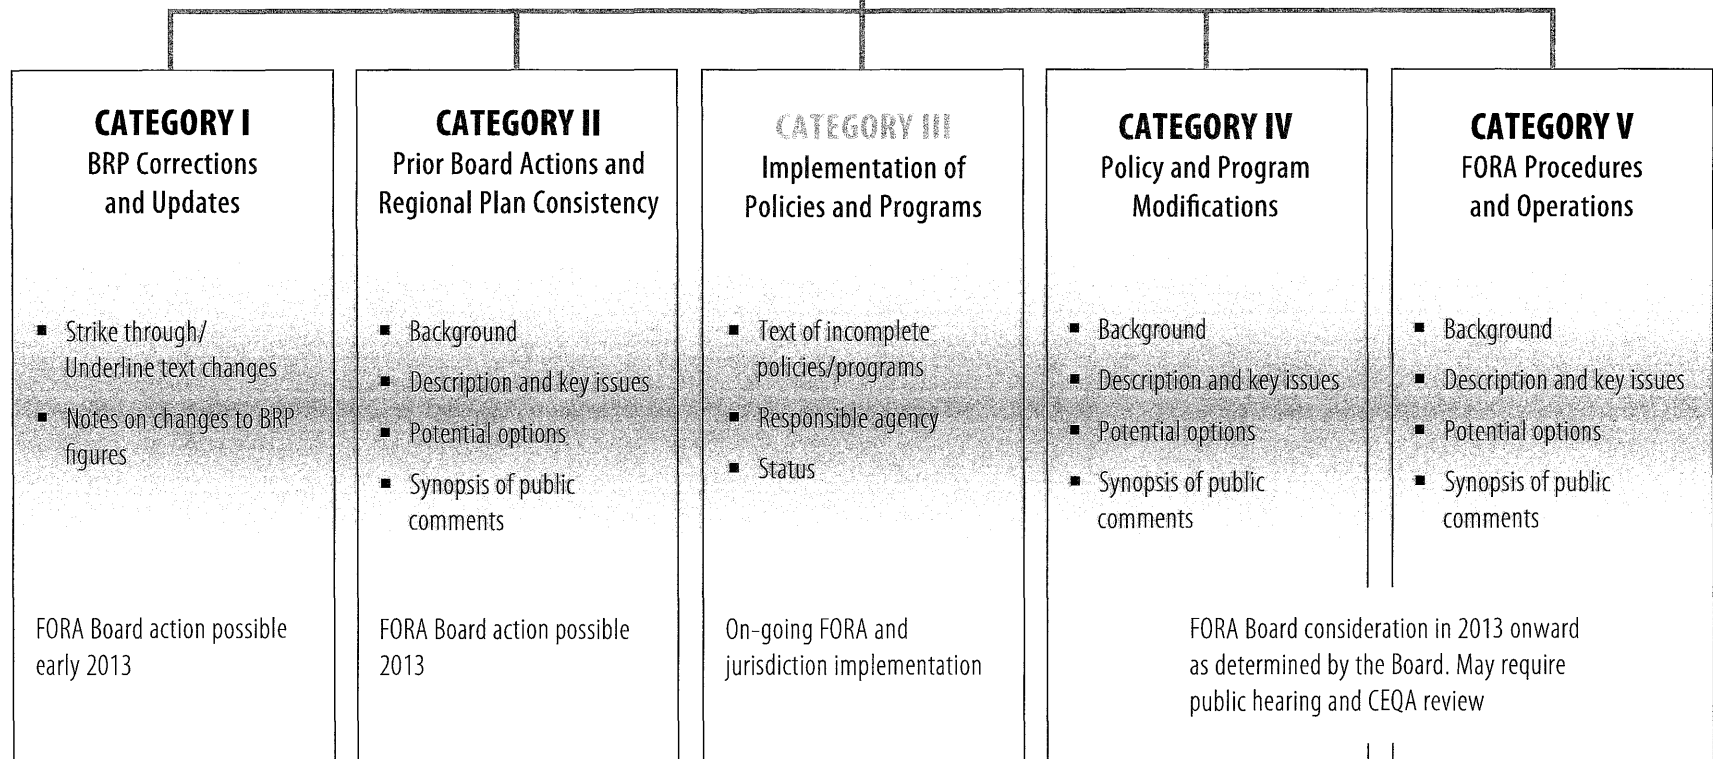 CATEGORY I
BRP Corrections
and Updates
▪ Strike through/
Underline text changes
▪ Notes on changes to BRP
figures
FORA Board action possible
early 2013
CATEGORY II
Prior Board Actions and
Regional Plan Consistency
▪ Background
▪ Description and key issues
▪ Potential options
▪ Synopsis of public
comments
FORA Board action possible
2013
CATEGORY III
Implementation of
Policies and Programs
▪ Text of incomplete
policies/programs
▪ Responsible agency
▪ Status
On-going FORA and
jurisdiction implementation
CATEGORY IV
Policy and Program
Modifications
▪ Background
▪ Description and key issues
▪ Potential options
▪ Synopsis of public
comments
CATEGORY V
FORA Procedures
and Operations
▪ Background
▪ Description and key issues
▪ Potential options
▪ Synopsis of public
comments
FORA Board consideration in 2013 onward
as determined by the Board. May require
public hearing and CEQA review